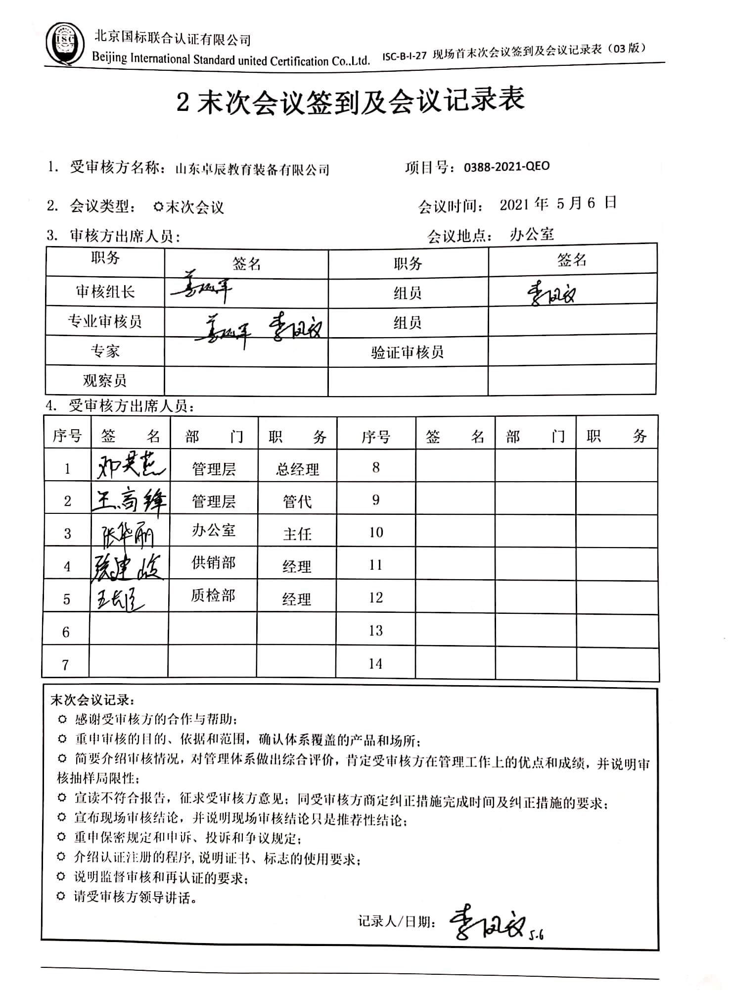 ISC
北京国标联合认证有限公司
Beijing International Standard united Certification Co.,Ltd. ISC-B-I-27 现场首末次会议签到及会议记录表（03 版）
2 末次会议签到及会议记录表
1. 受审核方名称：山东卓辰教育装备有限公司 项目号：0388-2021-QEO
2. 会议类型： 末次会议 会议时间： 2021 年 5 月 6 日
3. 审核方出席人员： 会议地点： 办公室
职务 签名 职务 签名
审核组长 组员
专业审核员 组员
专家 验证审核员
观察员
4. 受审核方出席人员：
序号 签 名 部 门 职 务 序号 签 名 部 门 职 务
1 邓英燕 管理层 总经理 8
2 王高锋 管理层 管代 9
3 张华丽 办公室 主任 10
4 张建 供销部 经理 11
5 质检部 经理 12
6 13
7 14
末次会议记录：
感谢受审核方的合作与帮助；
重申审核的目的、依据和范围，确认体系覆盖的产品和场所；
简要介绍审核情况，对管理体系做出综合评价，肯定受审核方在管理工作上的优点和成绩，并说明审
核抽样局限性；
宣读不符合报告，征求受审核方意见；同受审核方商定纠正措施完成时间及纠正措施的要求；
宣布现场审核结论，并说明现场审核结论只是推荐性结论；
重申保密规定和申诉、投诉和争议规定；
介绍认证注册的程序,说明证书、标志的使用要求；
说明监督审核和再认证的要求；
请受审核方领导讲话。
记录人/日期： 5.6